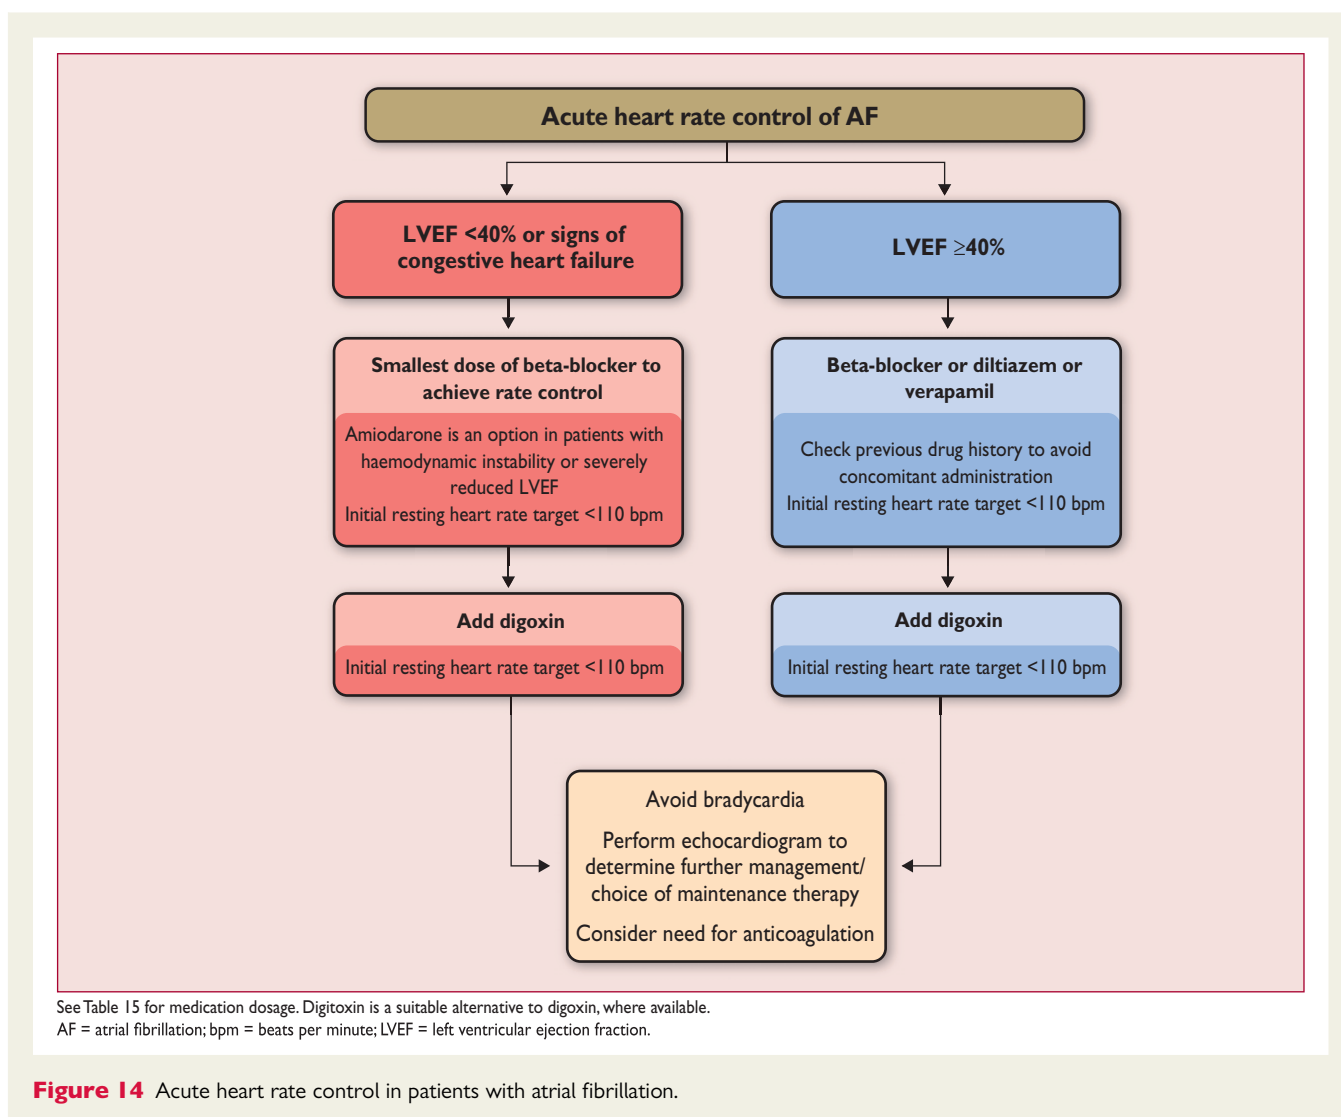 Acute heart rate control of AF
LVEF <40% or signs of
congestive heart failure
LVEF ≥40%
Smallest dose of beta-blocker to
achieve rate control
Amiodarone is an option in patients with
haemodynamic instability or severely
reduced LVEF
Initial resting heart rate target <110 bpm
Beta-blocker or diltiazem or
verapamil
Check previous drug history to avoid
concomitant administration
Initial resting heart rate target <110 bpm
Add digoxin
Initial resting heart rate target <110 bpm
Add digoxin
Initial resting heart rate target <110 bpm
Avoid bradycardia
Perform echocardiogram to
determine further management/
choice of maintenance therapy
Consider need for anticoagulation
See Table 15 for medication dosage. Digitoxin is a suitable alternative to digoxin, where available.
AF = atrial fibrillation; bpm = beats per minute; LVEF = left ventricular ejection fraction.
Figure 14 Acute heart rate control in patients with atrial fibrillation.